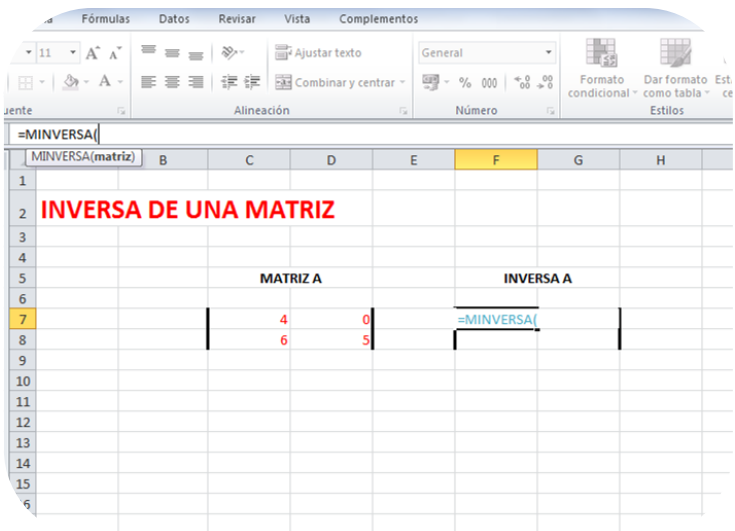 Fórmulas Datos Revisar Vista Complementos
11 A A Ajustar texto General
A Combinar y centrar % 000 Formato condicional Dar formato como tabla
Alineación Número Estilos
=MINVERSA(
MINVERSA(matriz) B C D E F G H
1
2 INVERSA DE UNA MATRIZ
3
4
5 MATRIZ A INVERSA A
6
7 4 0 =MINVERSA(
8 6 5
9
10
11
12
13
14
15